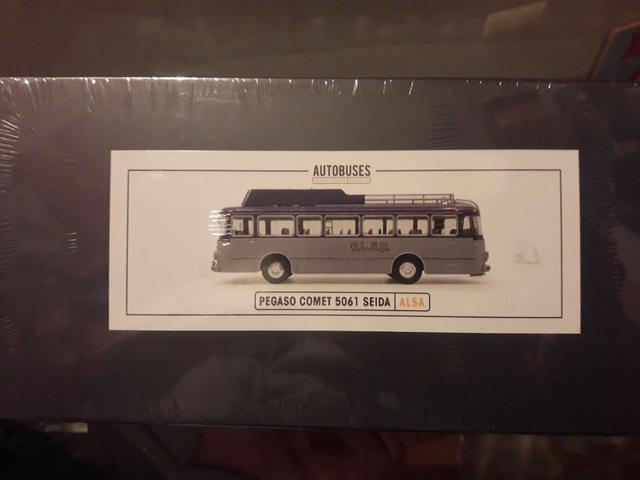 AUTOBUSES
A.L.S.A.
PEGASO COMET 5061 SEIDA ALSA